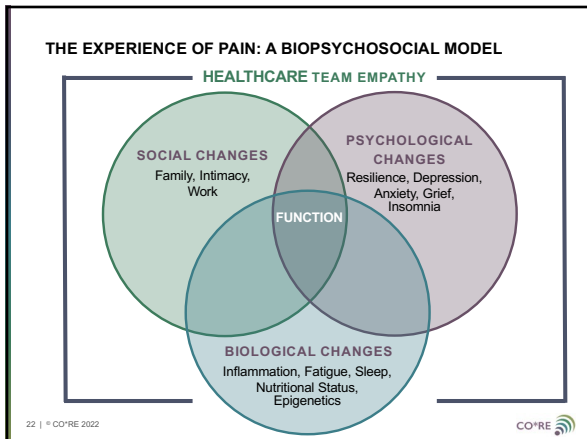 THE EXPERIENCE OF PAIN: A BIOPSYCHOSOCIAL MODEL
HEALTHCARE TEAM EMPATHY
SOCIAL CHANGES
Family, Intimacy,
Work
PSYCHOLOGICAL
CHANGES
Resilience, Depression,
Anxiety, Grief,
Insomnia
FUNCTION
BIOLOGICAL CHANGES
Inflammation, Fatigue, Sleep,
Nutritional Status,
Epigenetics
22 | © CO*RE 2022
CO*RE